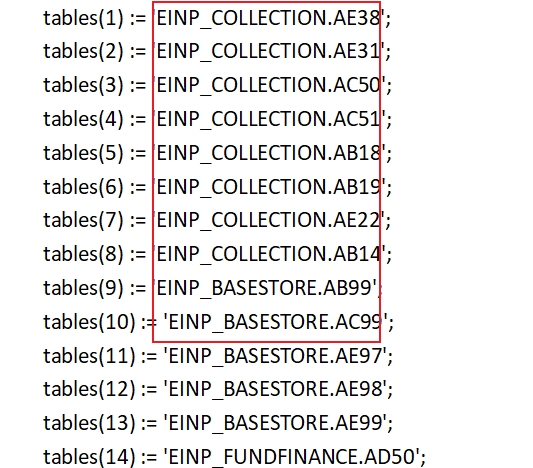 tables(1) := 'EINP_COLLECTION.AE38';
tables(2) := 'EINP_COLLECTION.AE31';
tables(3) := 'EINP_COLLECTION.AC50';
tables(4) := 'EINP_COLLECTION.AC51';
tables(5) := 'EINP_COLLECTION.AB18';
tables(6) := 'EINP_COLLECTION.AB19';
tables(7) := 'EINP_COLLECTION.AE22';
tables(8) := 'EINP_COLLECTION.AB14';
tables(9) := 'EINP_BASESTORE.AB99';
tables(10) := 'EINP_BASESTORE.AC99';
tables(11) := 'EINP_BASESTORE.AE97';
tables(12) := 'EINP_BASESTORE.AE98';
tables(13) := 'EINP_BASESTORE.AE99';
tables(14) := 'EINP_FUNDFINANCE.AD50';